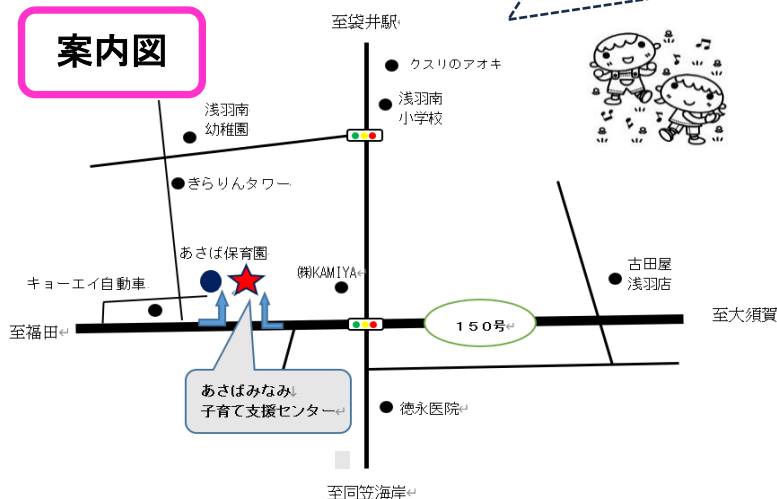 案内図
至袋井駅
クスリのアオキ
浅羽南
小学校
浅羽南
幼稚園
きらりんタワー
あさば保育園
㈱KAMIYA
キョーエイ自動車
古田屋
浅羽店
至大須賀
150号
至福田
あさばみなみ
子育て支援センター
徳永医院
至同笠海岸